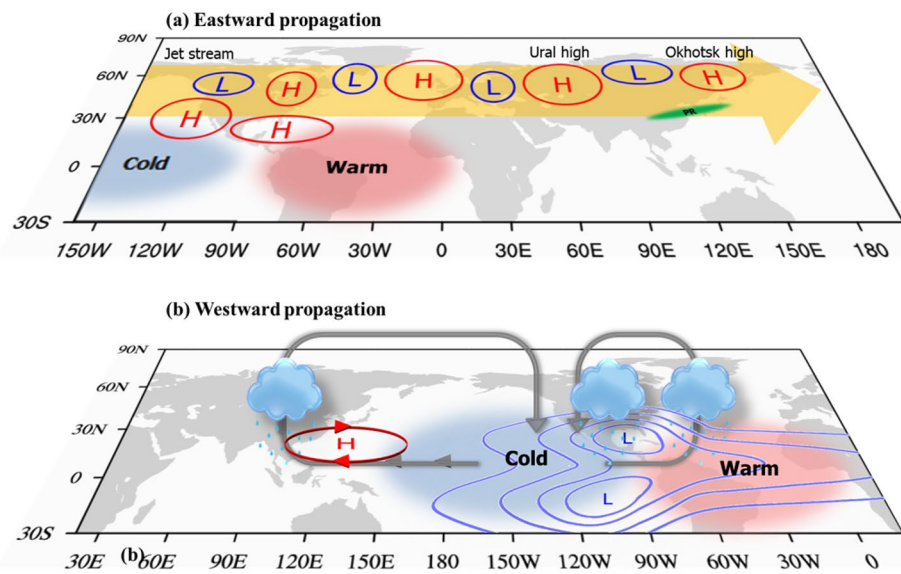 (a) Eastward propagation
90N
Jet stream Ural high Okhotsk high
60N L H L H L H L H
30N H H PR
0 Cold Warm
30S
150W 120W 90W 60W 30W 0 30E 60E 90E 120E 150E 180
(b) Westward propagation
90N
60N
30N H L
Cold Warm
0
L
30S
30E 60E 90E 120E 150E 180 150W 120W 90W 60W 30W 0
(b)